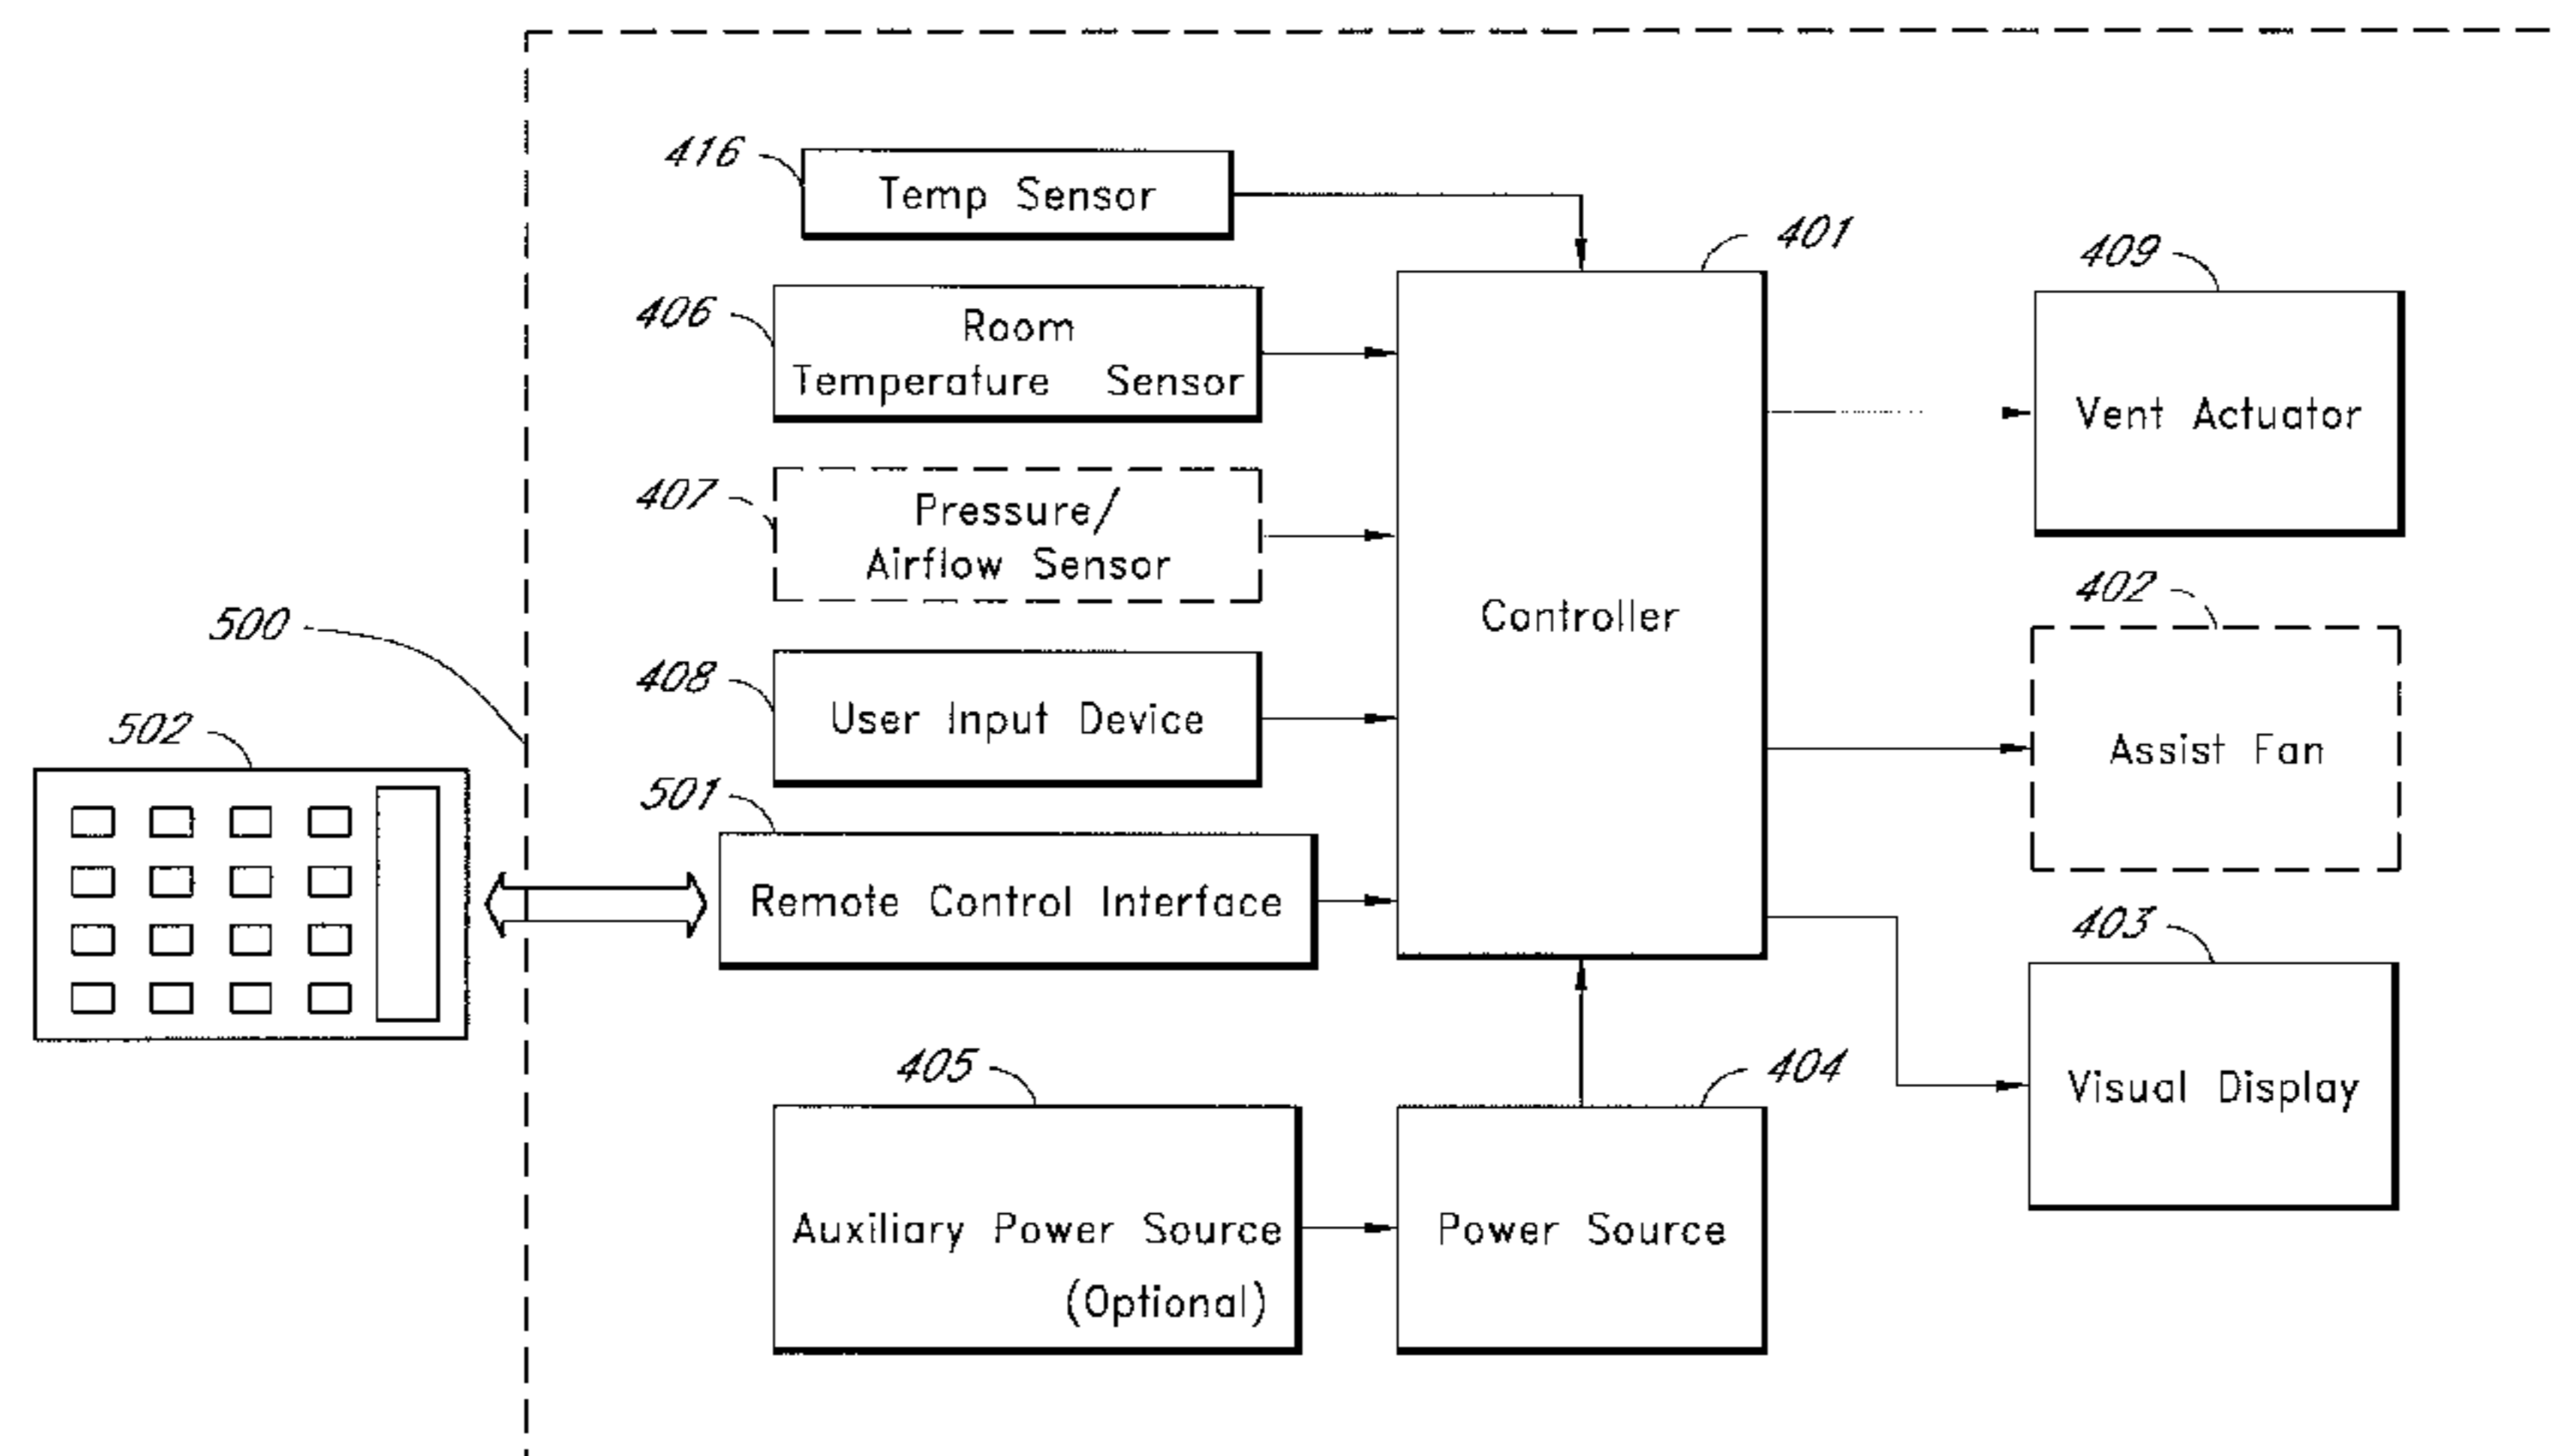 416
Temp Sensor
401
409
406
Room
Temperature Sensor
Vent Actuator
407
Pressure/
Airflow Sensor
402
Controller
500
408
User Input Device
502
Assist Fan
501
Remote Control Interface
403
405
404
Visual Display
Auxiliary Power Source
(Optional)
Power Source